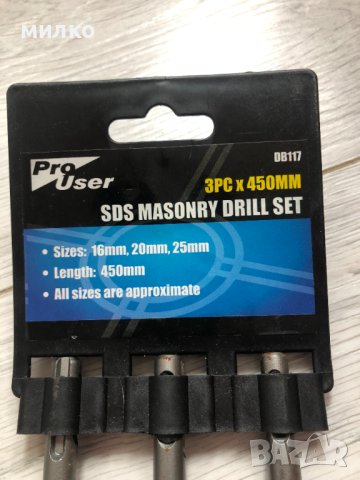 МИЛКО
Pro
User
DB117
3PC x 450MM
SDS MASONRY DRILL SET
• Sizes: 16mm, 20mm, 25mm
• Length: 450mm
• All sizes are approximate
BAZAR